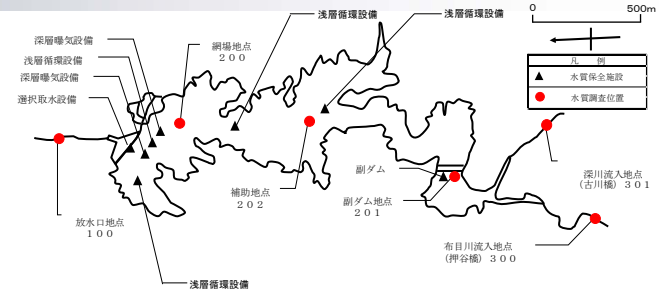 浅層循環設備
浅層循環設備
0
500m
凡 例
▲ 水質保全施設
● 水質調査位置
深層曝気設備
浅層循環設備
深層曝気設備
選択取水設備
網場地点
200
放水口地点
100
補助地点
202
副ダム
副ダム地点
201
深川流入地点
(古川橋) 301
布目川流入地点
(押谷橋) 300
浅層循環設備